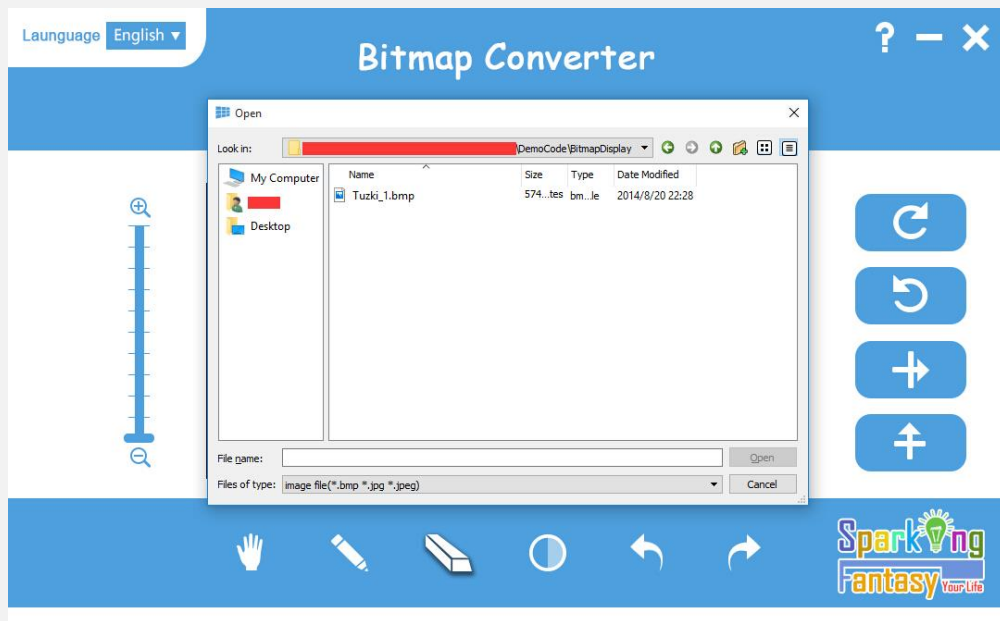 Launguage English ▼
Bitmap Converter
? — ×
Open
Look in: \DemoCode\BitmapDisplay
My Computer
Desktop
Name Size Type Date Modified
Tuzki_1.bmp 574...tes bm...le 2014/8/20 22:28
File name: Open
Files of type: image file(*.bmp *.jpg *.jpeg) Cancel
Sparking
Fantasy Your Life